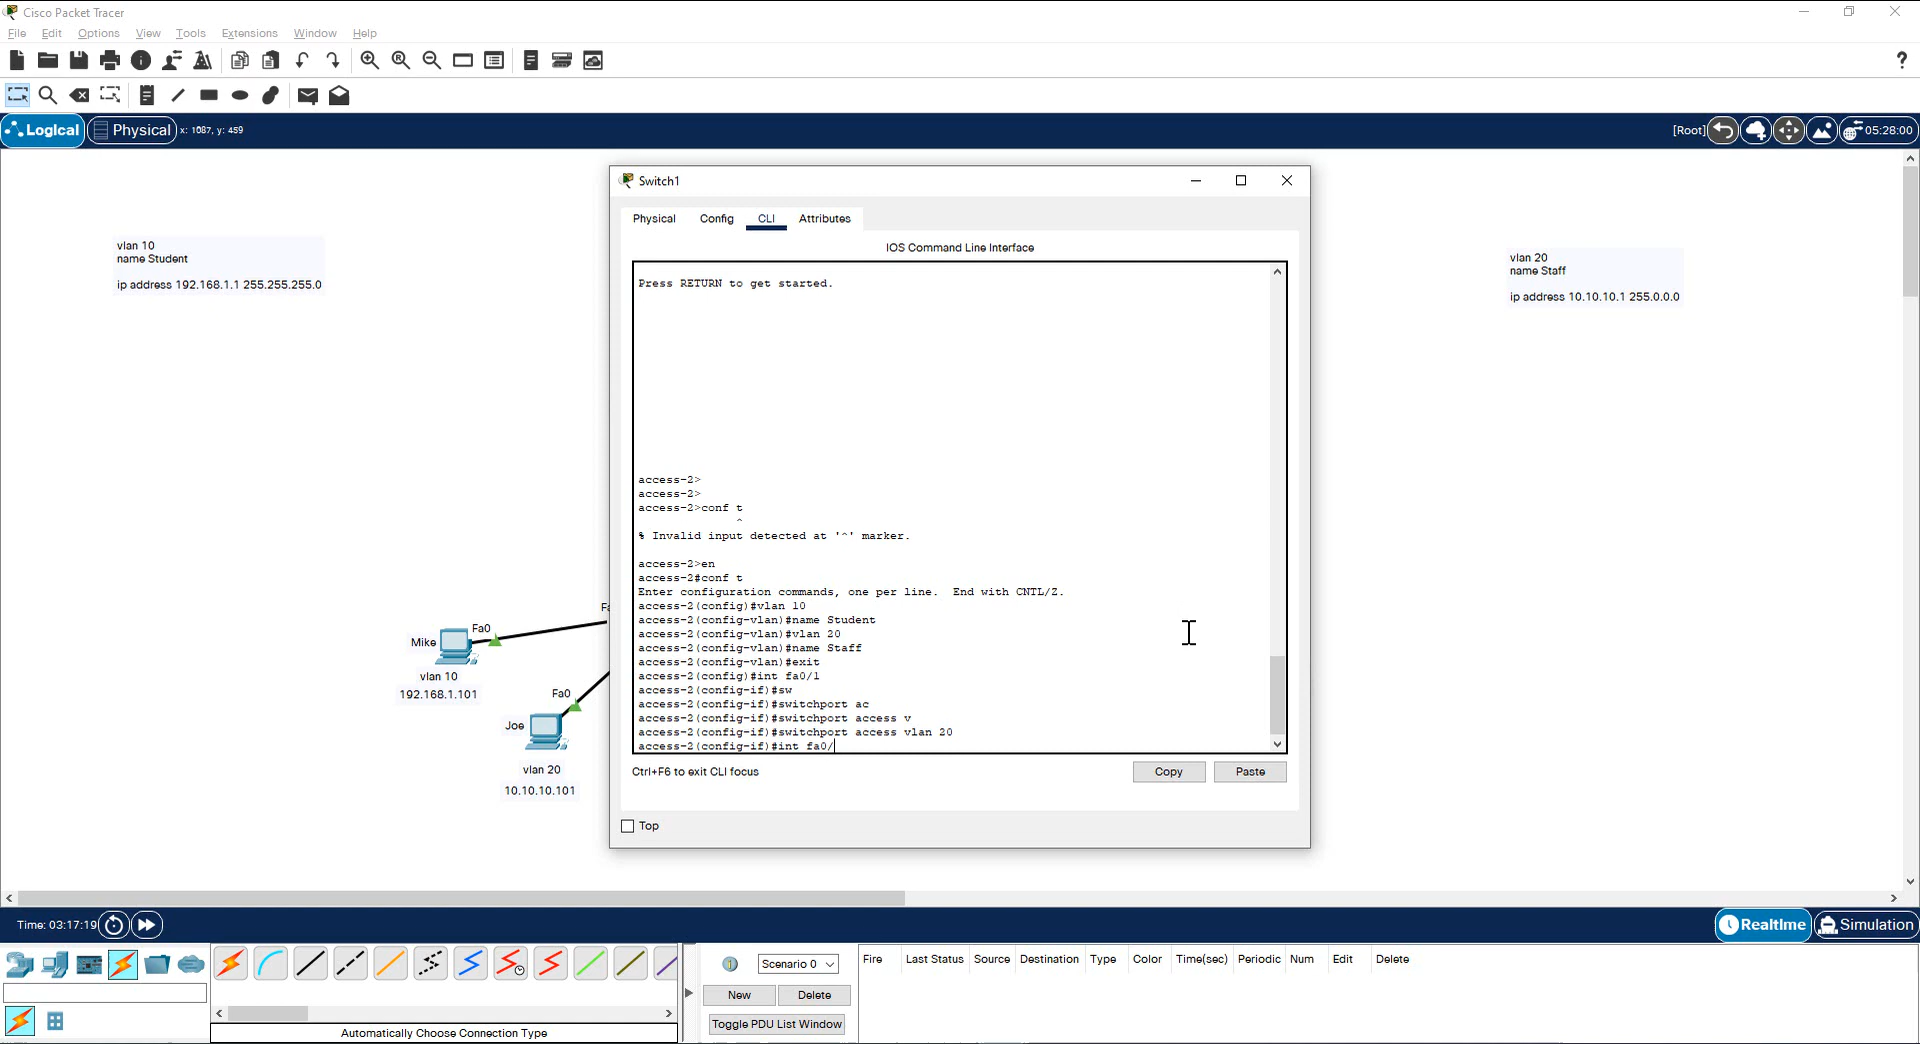 Cisco Packet Tracer
File Edit Options View Tools Extensions Window Help
?
Logical Physical x: 1087, y: 459 [Root] 05:28:00
vlan 10
name Student
ip address 192.168.1.1 255.255.255.0
Switch1
Physical Config CLI Attributes
IOS Command Line Interface
Press RETURN to get started.
access-2>
access-2>
access-2>conf t
^
% Invalid input detected at '^' marker.
access-2>en
access-2#conf t
Enter configuration commands, one per line.  End with CNTL/Z.
access-2(config)#vlan 10
access-2(config-vlan)#name Student
access-2(config-vlan)#vlan 20
access-2(config-vlan)#name Staff
access-2(config-vlan)#exit
access-2(config)#int fa0/1
access-2(config-if)#sw
access-2(config-if)#switchport ac
access-2(config-if)#switchport access v
access-2(config-if)#switchport access vlan 20
access-2(config-if)#int fa0/
Ctrl+F6 to exit CLI focus
Copy Paste
Top
vlan 20
name Staff
ip address 10.10.10.1 255.0.0.0
Fa0
Mike
vlan 10
192.168.1.101
Fa0
Joe
vlan 20
10.10.10.101
Time: 03:17:19
Realtime Simulation
Automatically Choose Connection Type
Scenario 0
New Delete
Toggle PDU List Window
Fire Last Status Source Destination Type Color Time(sec) Periodic Num Edit Delete